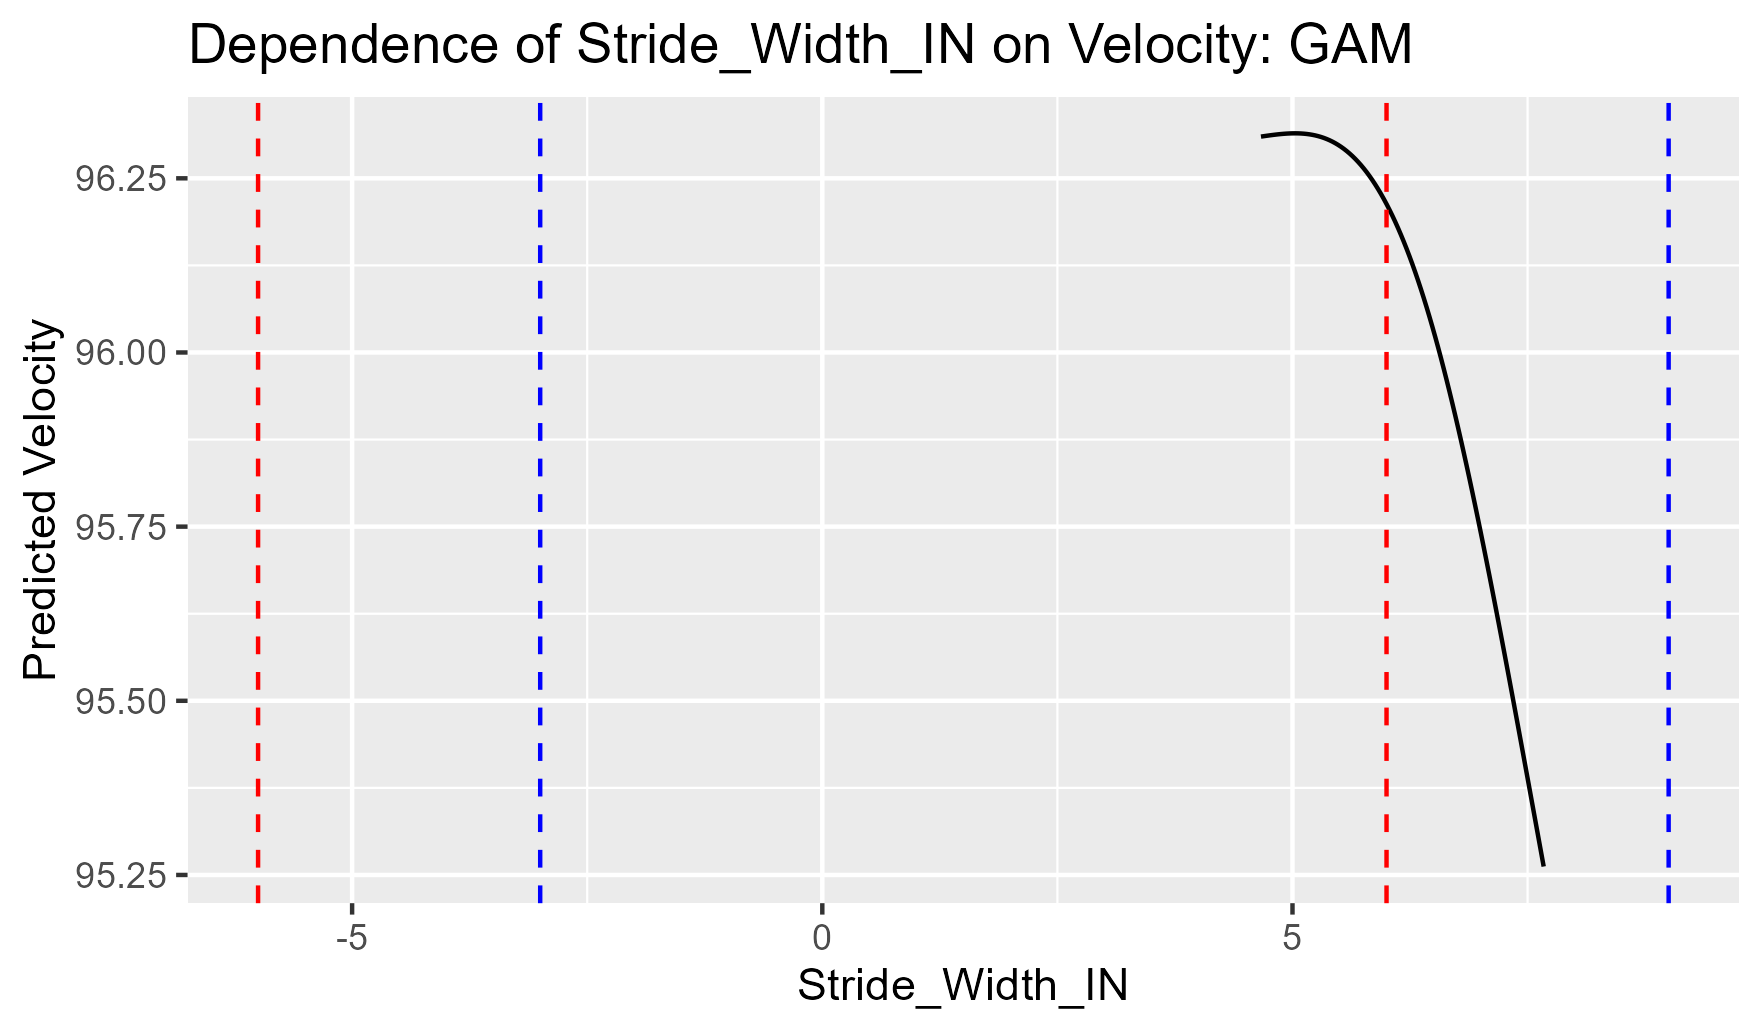 Dependence of Stride_Width_IN on Velocity: GAM
Predicted Velocity
96.25
96.00
95.75
95.50
95.25
-5
0
5
Stride_Width_IN